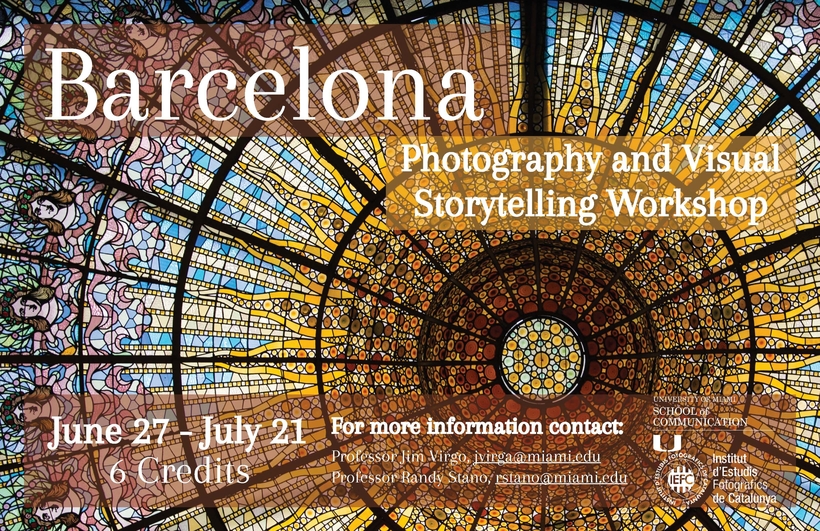 Barcelona
Photography and Visual
Storytelling Workshop
June 27 - July 21
6 Credits
For more information contact:
Professor Jim Virgo, jvirga@miami.edu
Professor Randy Stano, rstano@miami.edu
UNIVERSITY OF MIAMI
SCHOOL of
COMMUNICATION
U
IEFC
Institut
d'Estudis
Fotogràfics
de Catalunya